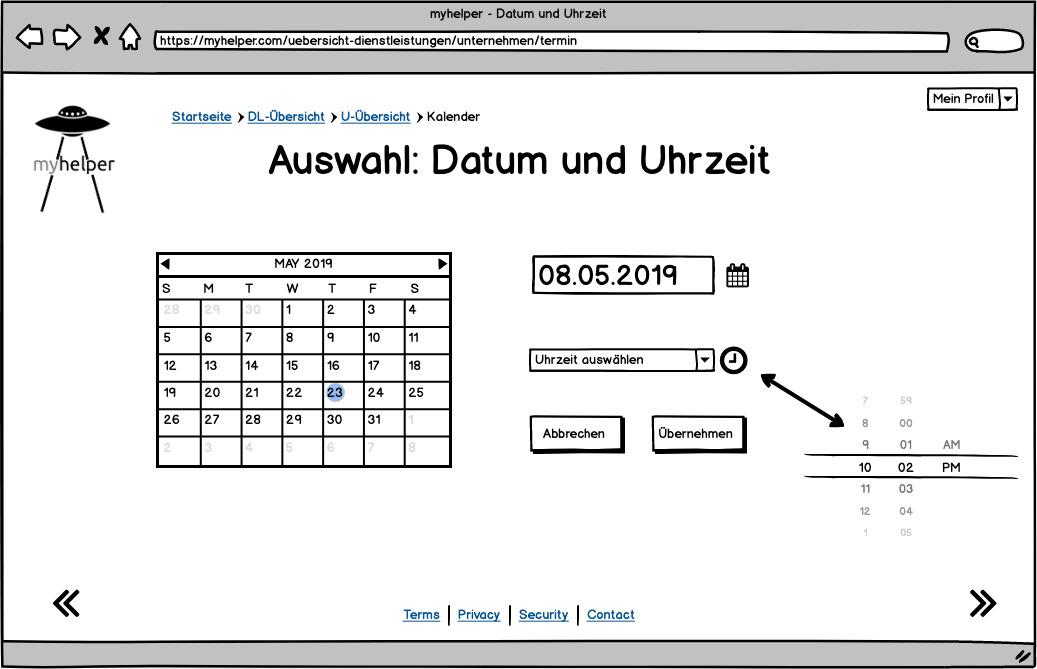 myhelper - Datum und Uhrzeit
https://myhelper.com/uebersicht-dienstleistungen/unternehmen/termin
Mein Profil
myhelper
Startseite DL-Übersicht U-Übersicht Kalender
Auswahl: Datum und Uhrzeit
MAY 2019
S M T W T F S
28 29 30 1 2 3 4
5 6 7 8 9 10 11
12 13 14 15 16 17 18
19 20 21 22 23 24 25
26 27 28 29 30 31 1
2 3 4 5 6 7 8
08.05.2019
Uhrzeit auswählen
Abbrechen Übernehmen
7 59
8 00
9 01 AM
10 02 PM
11 03
12 04
1 05
Terms Privacy Security Contact